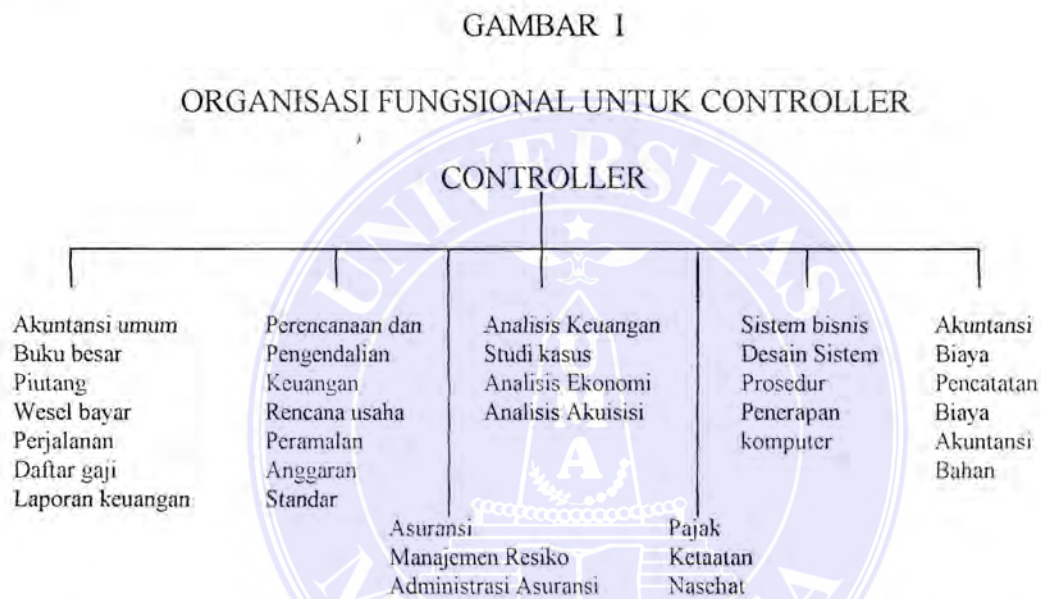 GAMBAR I
ORGANISASI FUNGSIONAL UNTUK CONTROLLER
CONTROLLER
Akuntansi umum
Buku besar
Piutang
Wesel bayar
Perjalanan
Daftar gaji
Laporan keuangan
Perencanaan dan
Pengendalian
Keuangan
Rencana usaha
Peramalan
Anggaran
Standar
Asuransi
Manajemen Resiko
Administrasi Asuransi
Analisis Keuangan
Studi kasus
Analisis Ekonomi
Analisis Akuisisi
Pajak
Ketaatan
Nasehat
Sistem bisnis
Desain Sistem
Prosedur
Penerapan
komputer
Akuntansi
Biaya
Pencatatan
Biaya
Akuntansi
Bahan
UNIVERSITAS
UMA